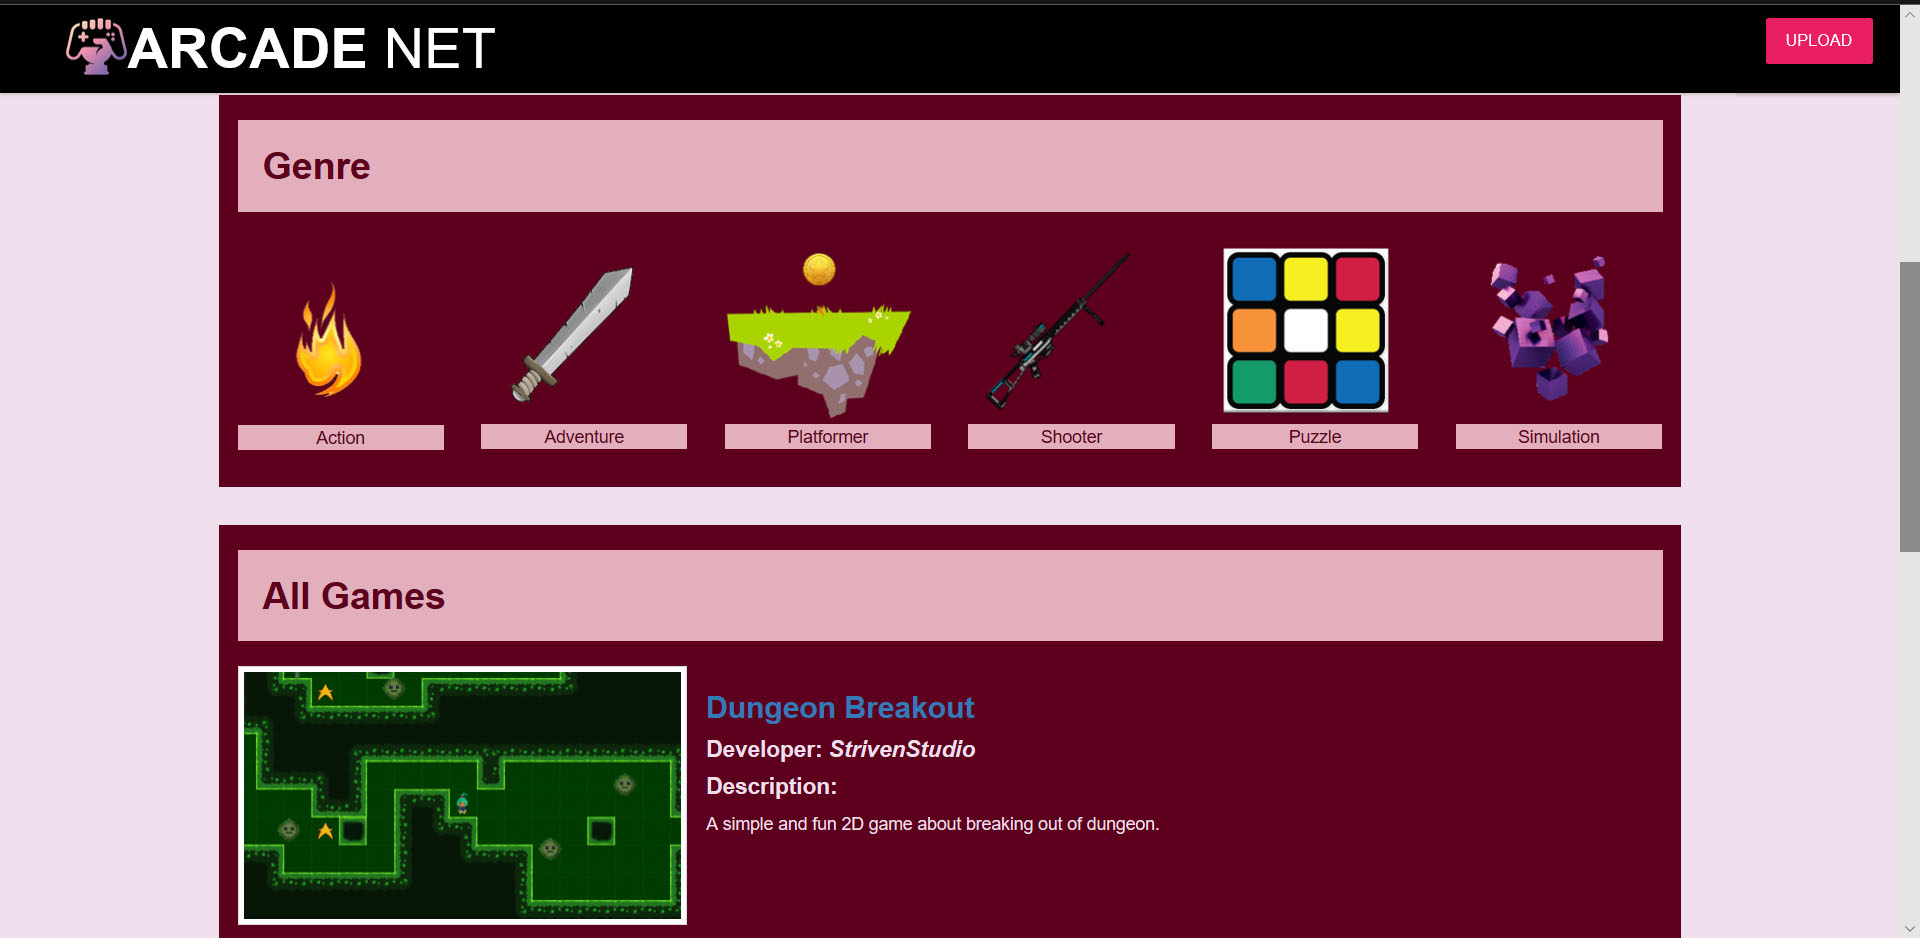 ARCADE NET
UPLOAD
Genre
Action
Adventure
Platformer
Shooter
Puzzle
Simulation
All Games
Dungeon Breakout
Developer: StrivenStudio
Description:
A simple and fun 2D game about breaking out of dungeon.